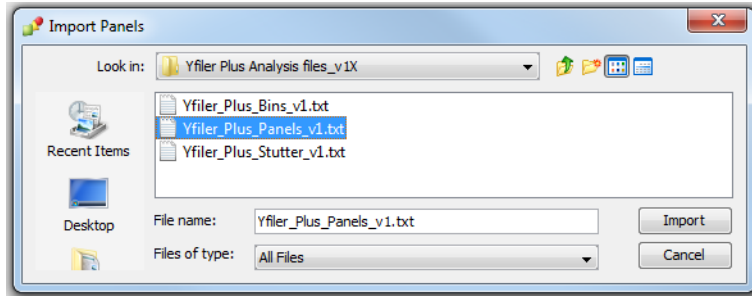 Import Panels
Look in: Yfiler Plus Analysis files_v1X
Yfiler_Plus_Bins_v1.txt
Yfiler_Plus_Panels_v1.txt
Yfiler_Plus_Stutter_v1.txt
Recent Items
Desktop
File name: Yfiler_Plus_Panels_v1.txt Import
Files of type: All Files Cancel